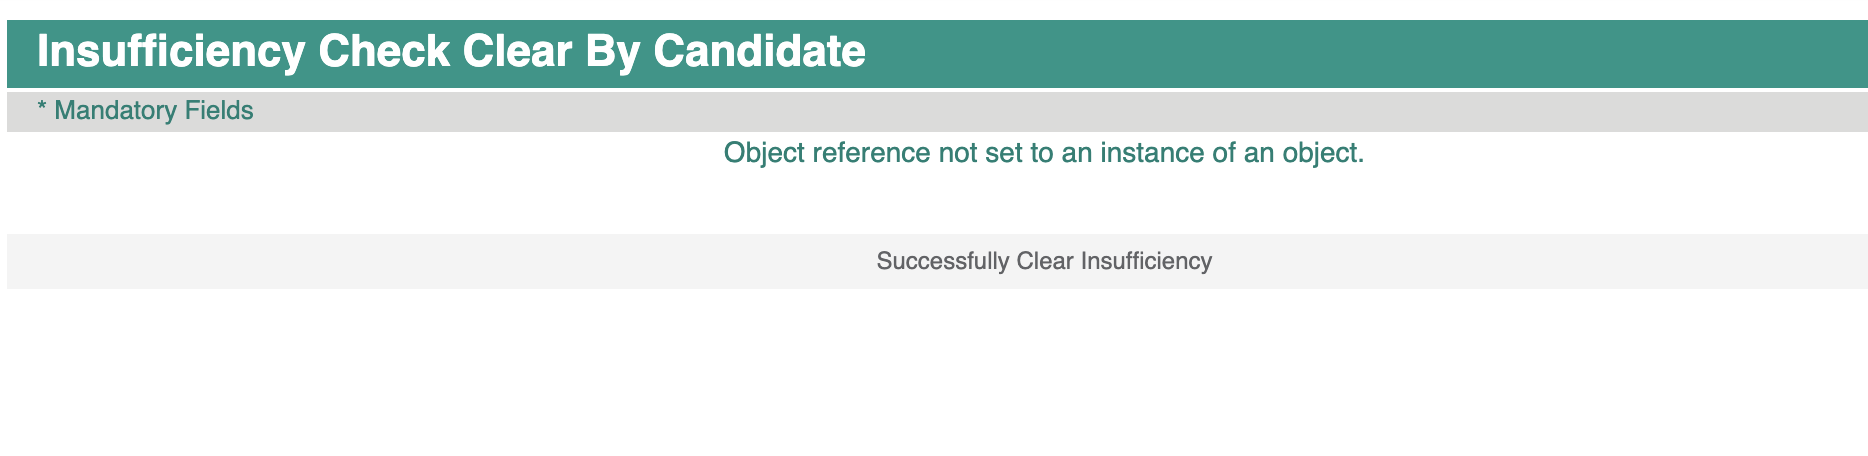 Insufficiency Check Clear By Candidate
* Mandatory Fields
Object reference not set to an instance of an object.
Successfully Clear Insufficiency